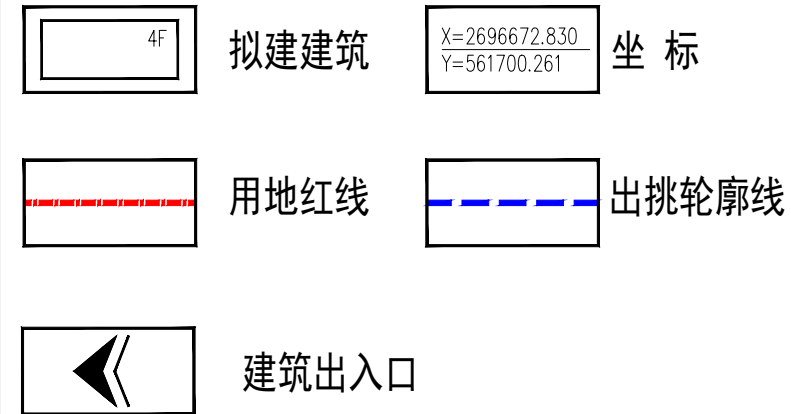 4F
拟建建筑
X=2696672.830
Y=561700.261
坐 标
用地红线
出挑轮廓线
建筑出入口